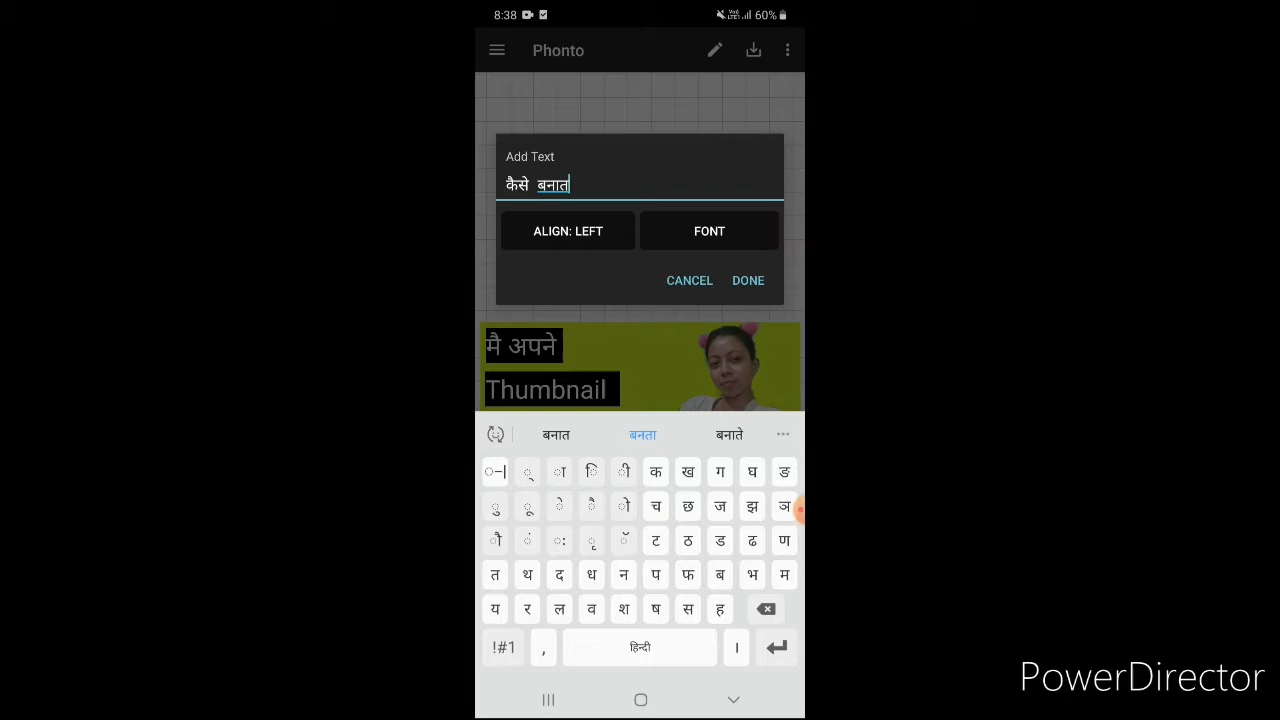 8:38 60%
Phonto
Add Text
कैसे बनात
ALIGN: LEFT FONT
CANCEL DONE
मै अपने
Thumbnail
बनात बनता बनाते
क ख ग घ ङ
च छ ज झ ञ
ट ठ ड ढ ण
त थ द ध न प फ ब भ म
य र ल व श ष स ह
!#1 , हिन्दी ।
PowerDirector